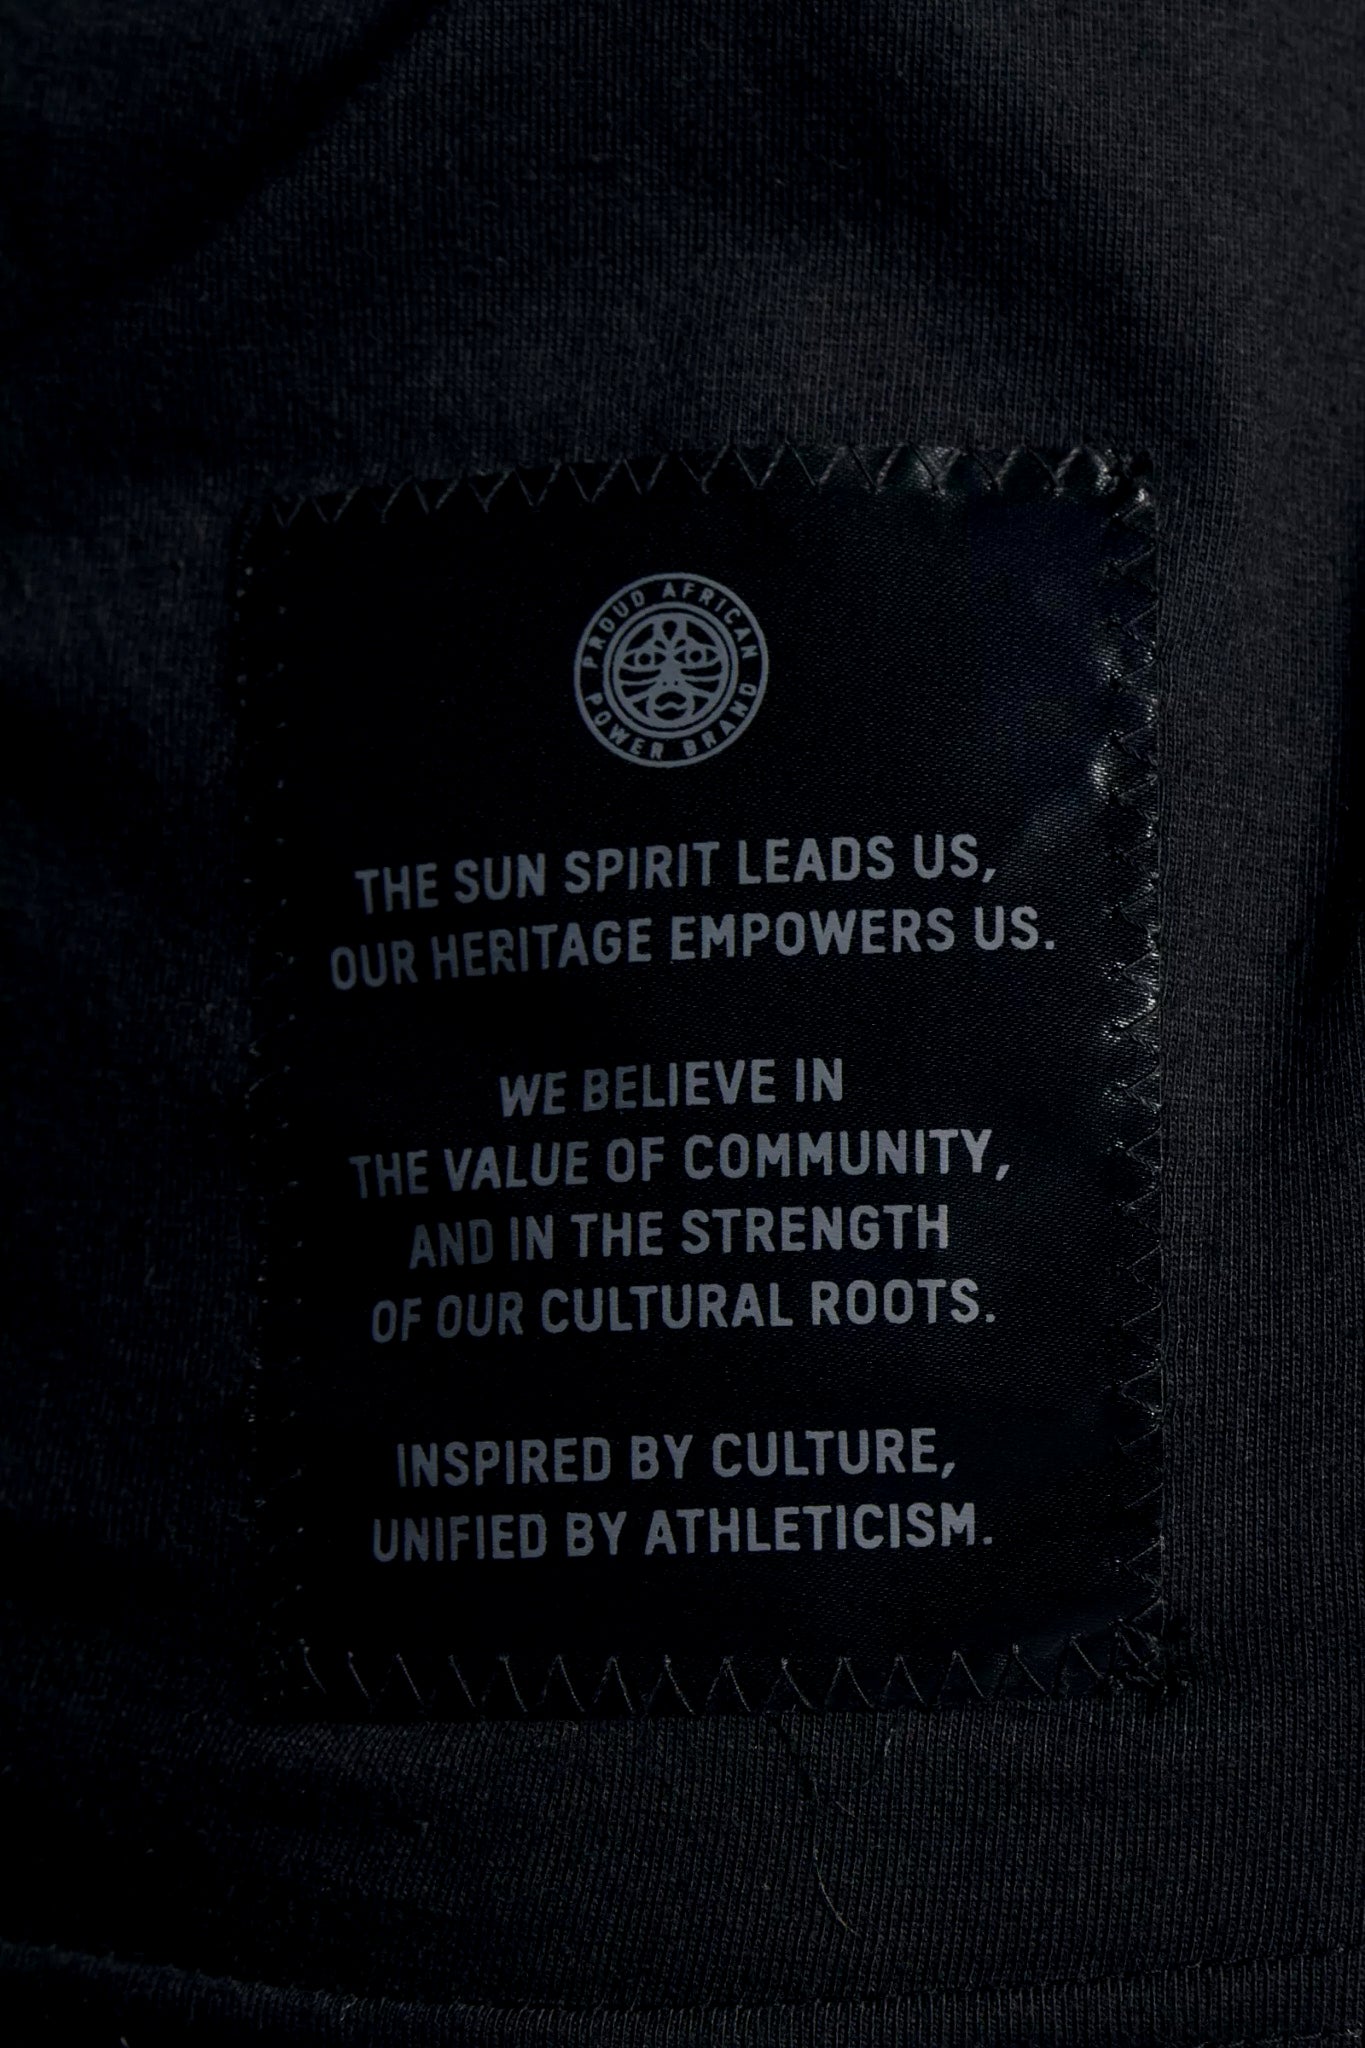 PROUD AFRICAN
POWER BRAND
THE SUN SPIRIT LEADS US,
OUR HERITAGE EMPOWERS US.
WE BELIEVE IN
THE VALUE OF COMMUNITY,
AND IN THE STRENGTH
OF OUR CULTURAL ROOTS.
INSPIRED BY CULTURE,
UNIFIED BY ATHLETICISM.